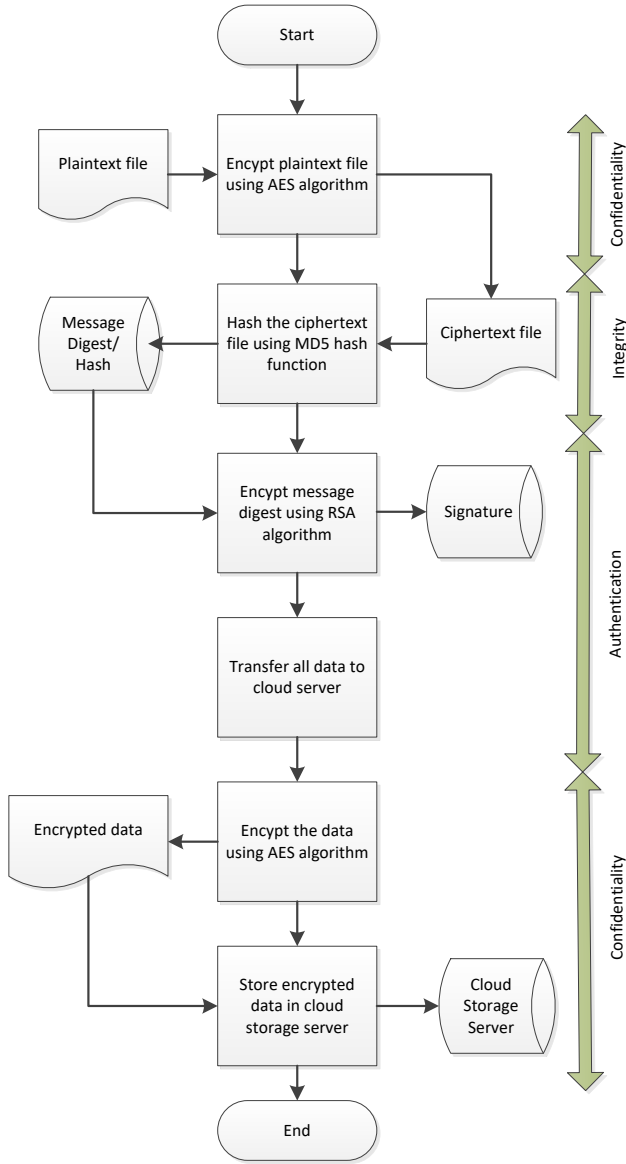 Start
Plaintext file
Encypt plaintext file
using AES algorithm
Confidentiality
Message
Digest/
Hash
Hash the ciphertext
file using MD5 hash
function
Ciphertext file
Integrity
Encrypt message
digest using RSA
algorithm
Signature
Authentication
Transfer all data to
cloud server
Encrypted data
Encrypt the data
using AES algorithm
Confidentiality
Store encrypted
data in cloud
storage server
Cloud
Storage
Server
End